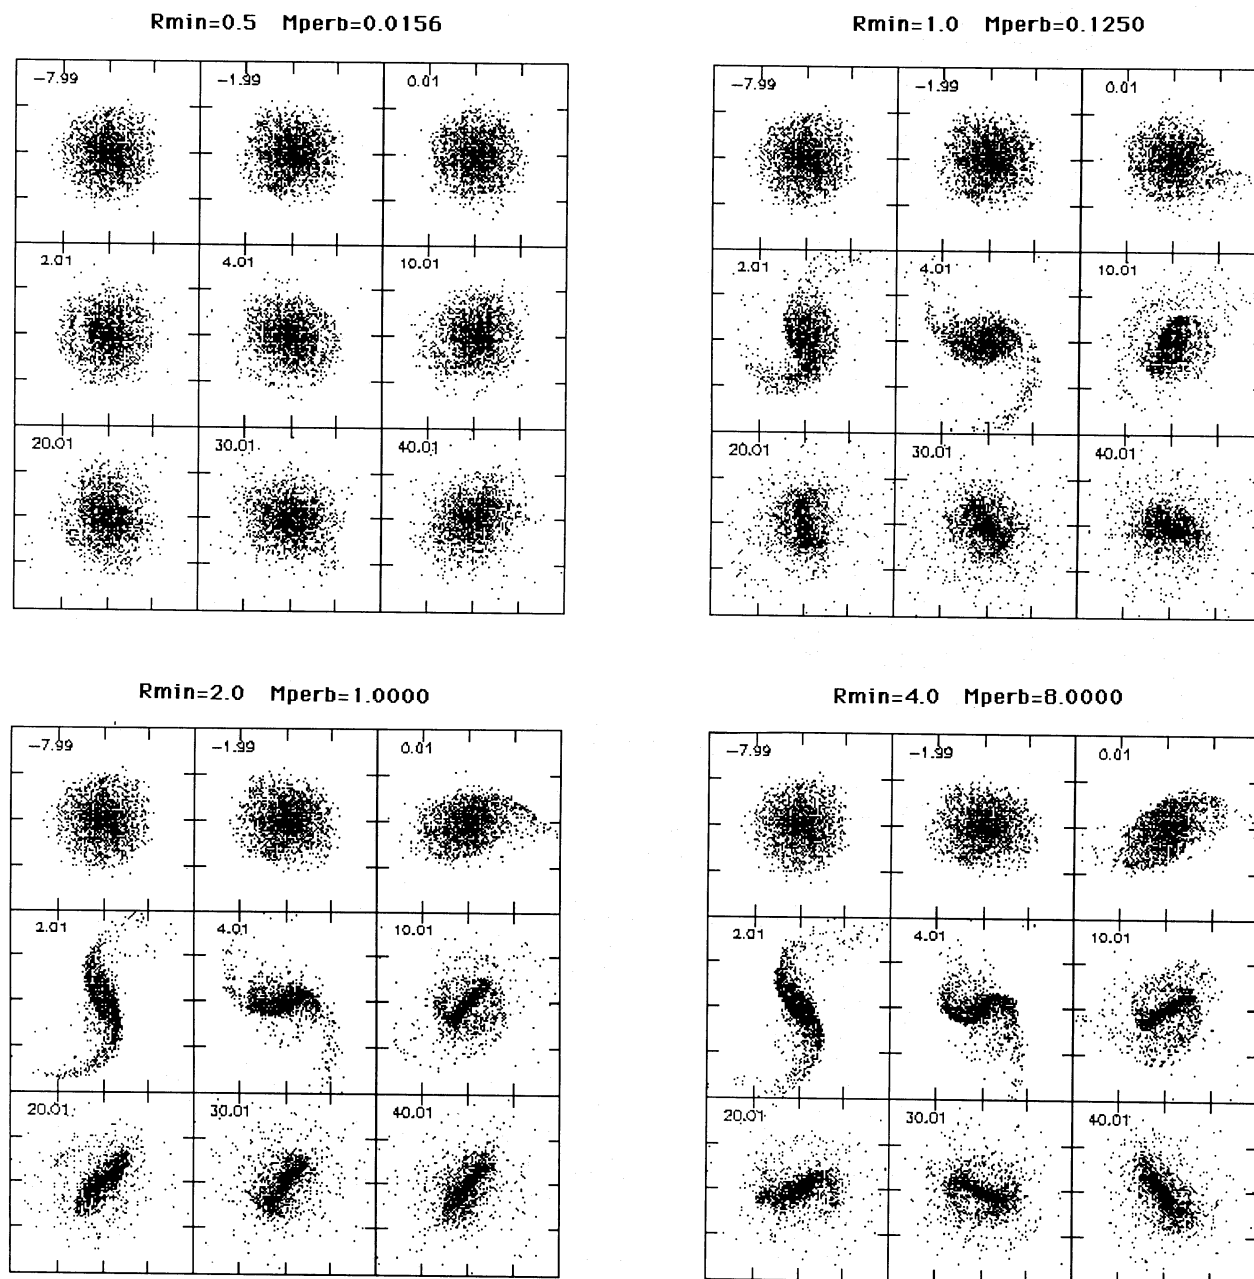 Rmin=0.5 Mperb=0.0156
−7.99 −1.99 0.01
2.01 4.01 10.01
20.01 30.01 40.01
Rmin=1.0 Mperb=0.1250
−7.99 −1.99 0.01
2.01 4.01 10.01
20.01 30.01 40.01
Rmin=2.0 Mperb=1.0000
−7.99 −1.99 0.01
2.01 4.01 10.01
20.01 30.01 40.01
Rmin=4.0 Mperb=8.0000
−7.99 −1.99 0.01
2.01 4.01 10.01
20.01 30.01 40.01